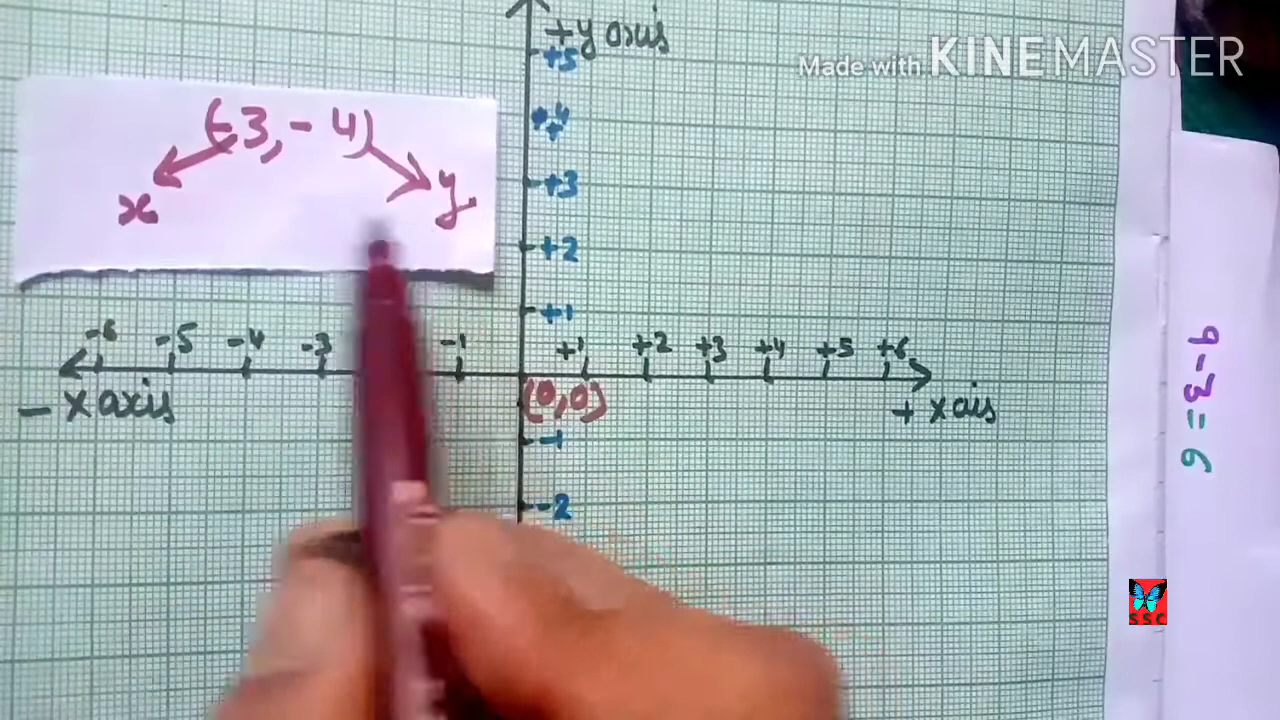 +y axis
Made with KINEMASTER
+5
(-3, - 4)
+4
x
y
+3
+2
+1
-6 -5 -4 -3 -1 +1 +2 +3 +4 +5 +6
- x axis
(0,0)
+ x ais
-1
-2
9-3=6
SSC